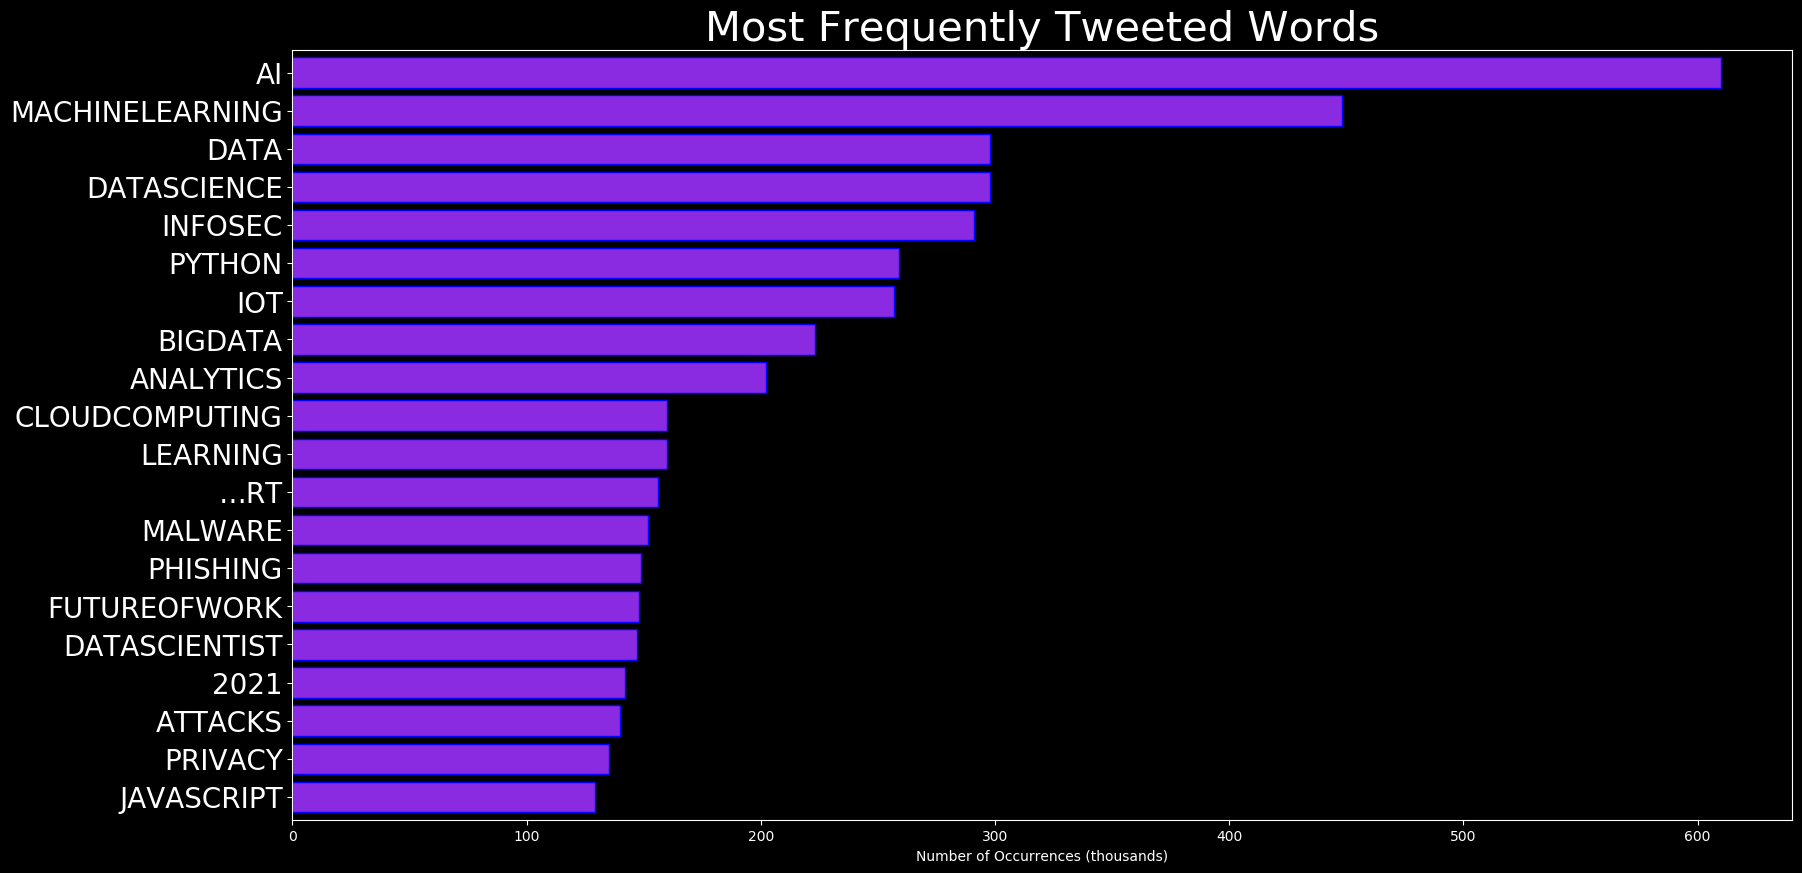 Most Frequently Tweeted Words
AI
MACHINELEARNING
DATA
DATASCIENCE
INFOSEC
PYTHON
IOT
BIGDATA
ANALYTICS
CLOUDCOMPUTING
LEARNING
…RT
MALWARE
PHISHING
FUTUREOFWORK
DATASCIENTIST
2021
ATTACKS
PRIVACY
JAVASCRIPT
0 100 200 300 400 500 600
Number of Occurrences (thousands)